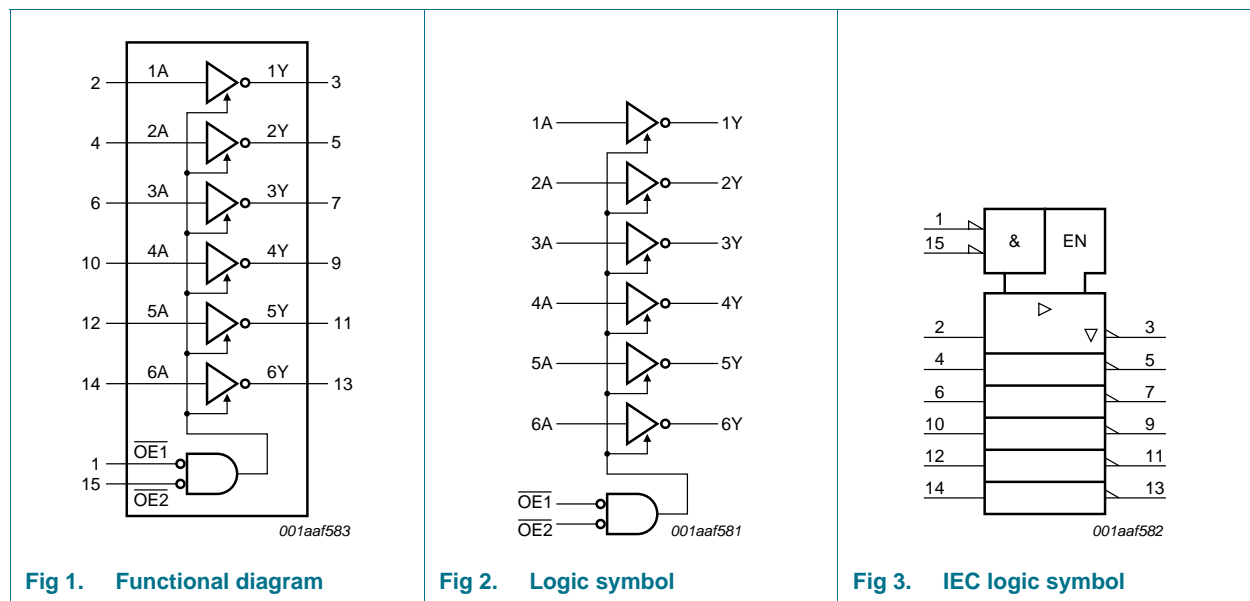 2 1A 1Y 3
4 2A 2Y 5
6 3A 3Y 7
10 4A 4Y 9
12 5A 5Y 11
14 6A 6Y 13
1 OE1
15 OE2
001aaf583
Fig 1. Functional diagram
1A 1Y
2A 2Y
3A 3Y
4A 4Y
5A 5Y
6A 6Y
OE1
OE2
001aaf581
Fig 2. Logic symbol
1
15
& EN
2 3
4 5
6 7
10 9
12 11
14 13
001aaf582
Fig 3. IEC logic symbol